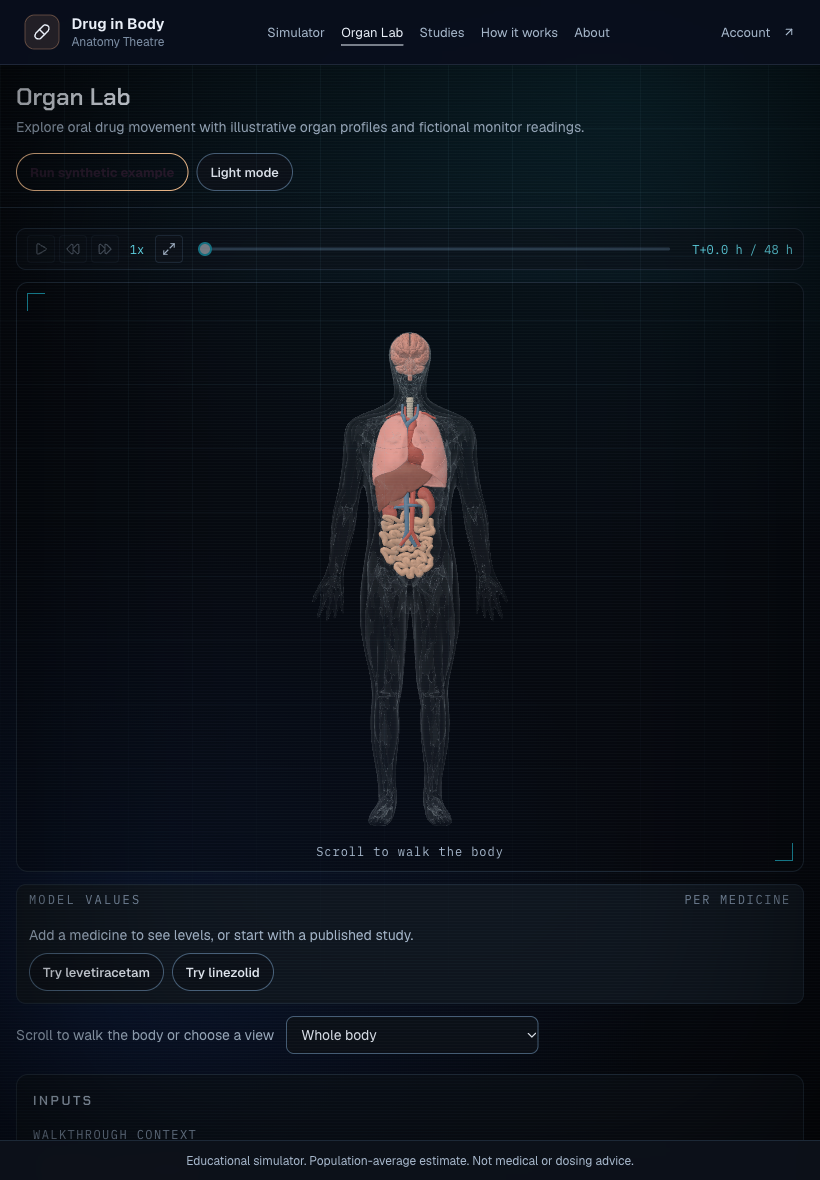 Drug in Body
Anatomy Theatre
Simulator
Organ Lab
Studies
How it works
About
Account
Organ Lab
Explore oral drug movement with illustrative organ profiles and fictional monitor readings.
Run synthetic example
Light mode
1x
T+0.0 h / 48 h
Scroll to walk the body
MODEL VALUES
PER MEDICINE
Add a medicine to see levels, or start with a published study.
Try levetiracetam
Try linezolid
Scroll to walk the body or choose a view
Whole body
INPUTS
WALKTHROUGH CONTEXT
Educational simulator. Population-average estimate. Not medical or dosing advice.